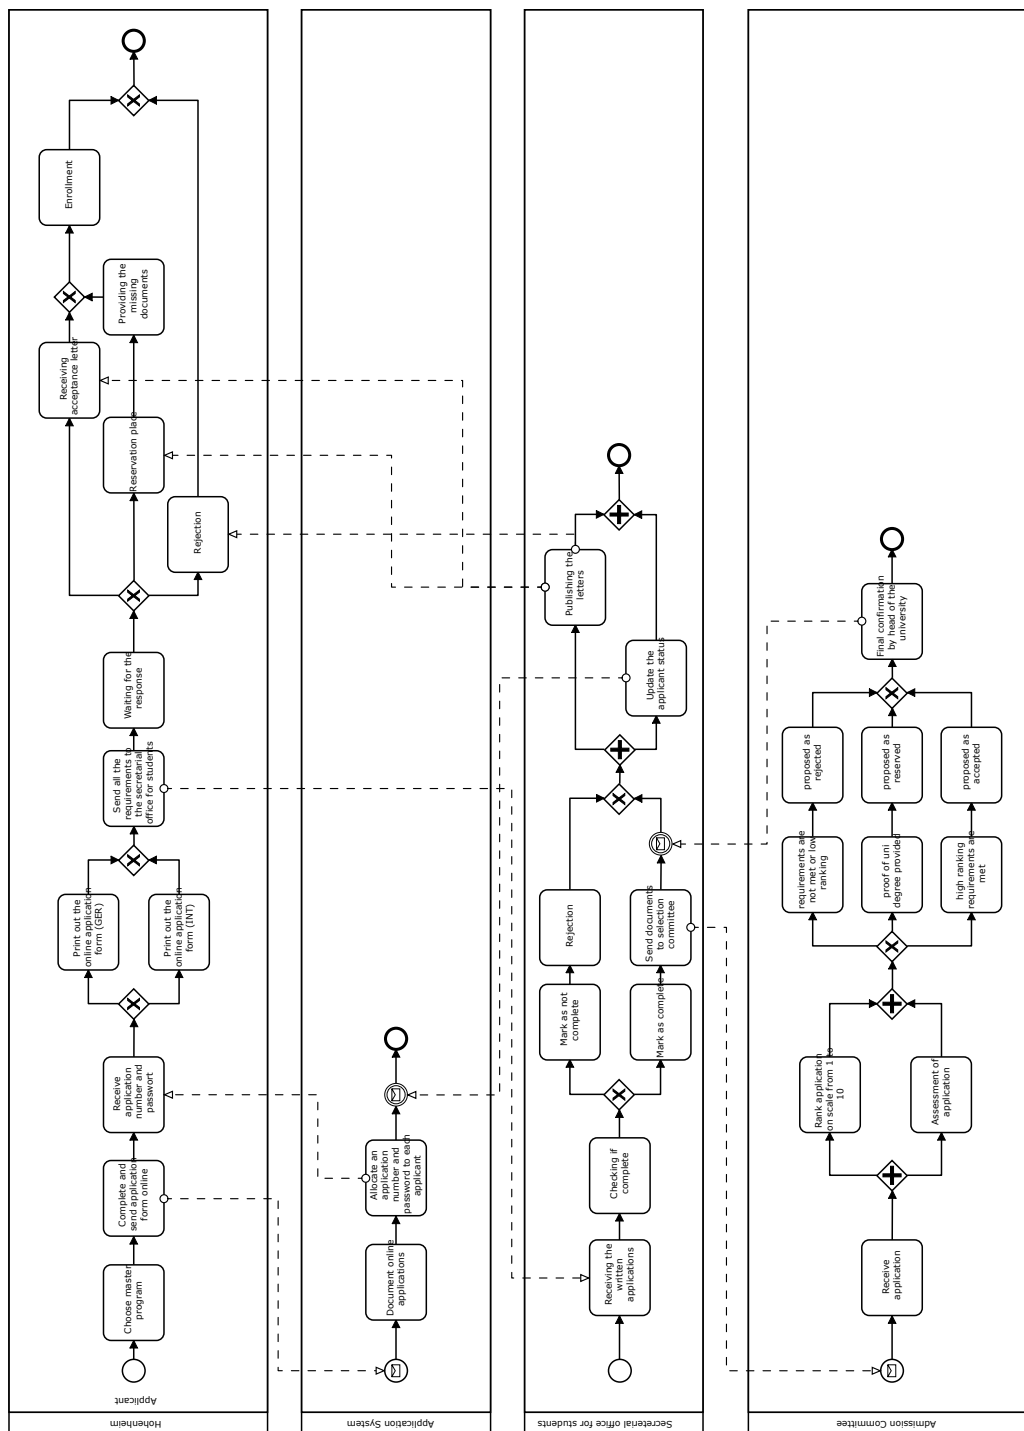 Hohenheim
Applicant
Choose master
program
Complete and
send application
form online
Receive
application
number and
passwort
Print out the
online application
form (GER)
Print out the
online application
form (INT)
Send all the
requirements to
the secretarial
office for students
Waiting for the
response
Rejection
Reservation place
Receiving
acceptance letter
Providing the
missing
documents
Enrollment
Application System
Document online
applications
Allocate an
application
number and
password to each
applicant
Secreterial office for students
Receiving the
written
applications
Checking if
complete
Mark as not
complete
Mark as complete
Rejection
Send documents
to selection
committee
Update the
applicant status
Publishing the
letters
Admission Committee
Receive
application
Rank application
on scale from 1 to
10
Assessment of
application
requirements are
not met or low
ranking
proof of uni
degree provided
high ranking
requirements are
met
proposed as
rejected
proposed as
reserved
proposed as
accepted
Final confirmation
by head of the
university